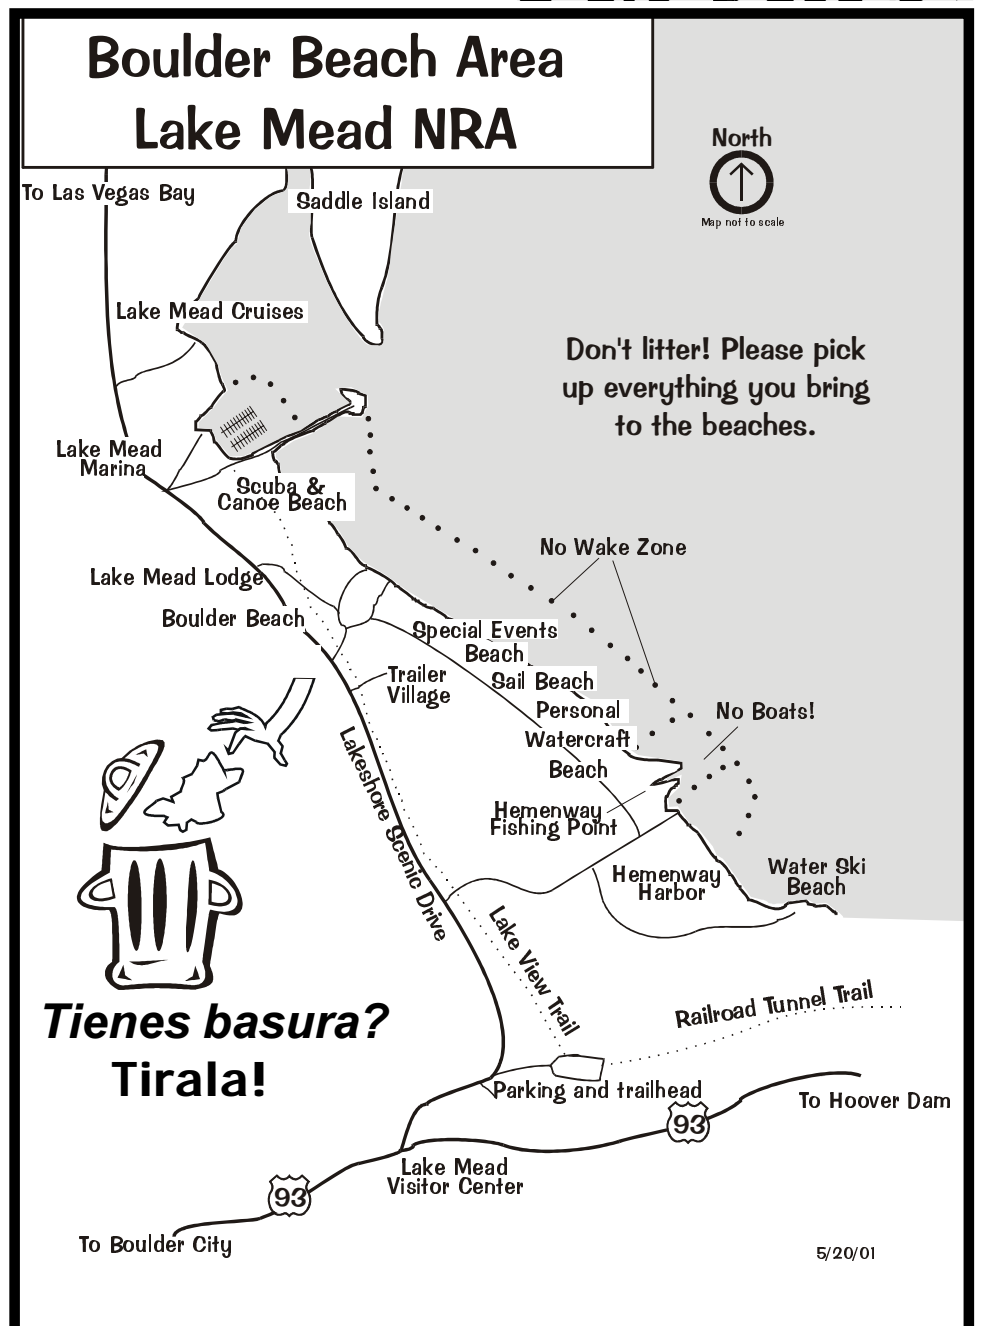 Boulder Beach Area
Lake Mead NRA
North
Map not to scale
To Las Vegas Bay
Saddle Island
Lake Mead Cruises
Don't litter! Please pick
up everything you bring
to the beaches.
Lake Mead
Marina
Scuba &
Canoe Beach
No Wake Zone
Lake Mead Lodge
Boulder Beach
Special Events
Beach
Trailer
Village
Sail Beach
Personal
Watercraft
Beach
No Boats!
Lakeshore Scenic Drive
Hemenway
Fishing Point
Hemenway
Harbor
Water Ski
Beach
Lake View Trail
Railroad Tunnel Trail
Tienes basura?
Tirala!
Parking and trailhead
To Hoover Dam
93
Lake Mead
Visitor Center
93
To Boulder City
5/20/01